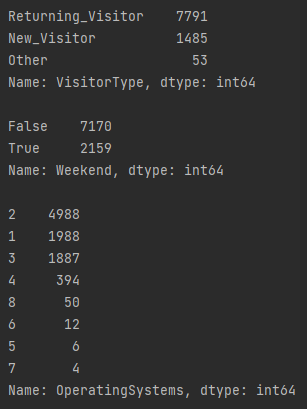 Returning_Visitor    7791
New_Visitor          1485
Other                  53
Name: VisitorType, dtype: int64

False    7170
True     2159
Name: Weekend, dtype: int64

2    4988
1    1988
3    1887
4     394
8      50
6      12
5       6
7       4
Name: OperatingSystems, dtype: int64